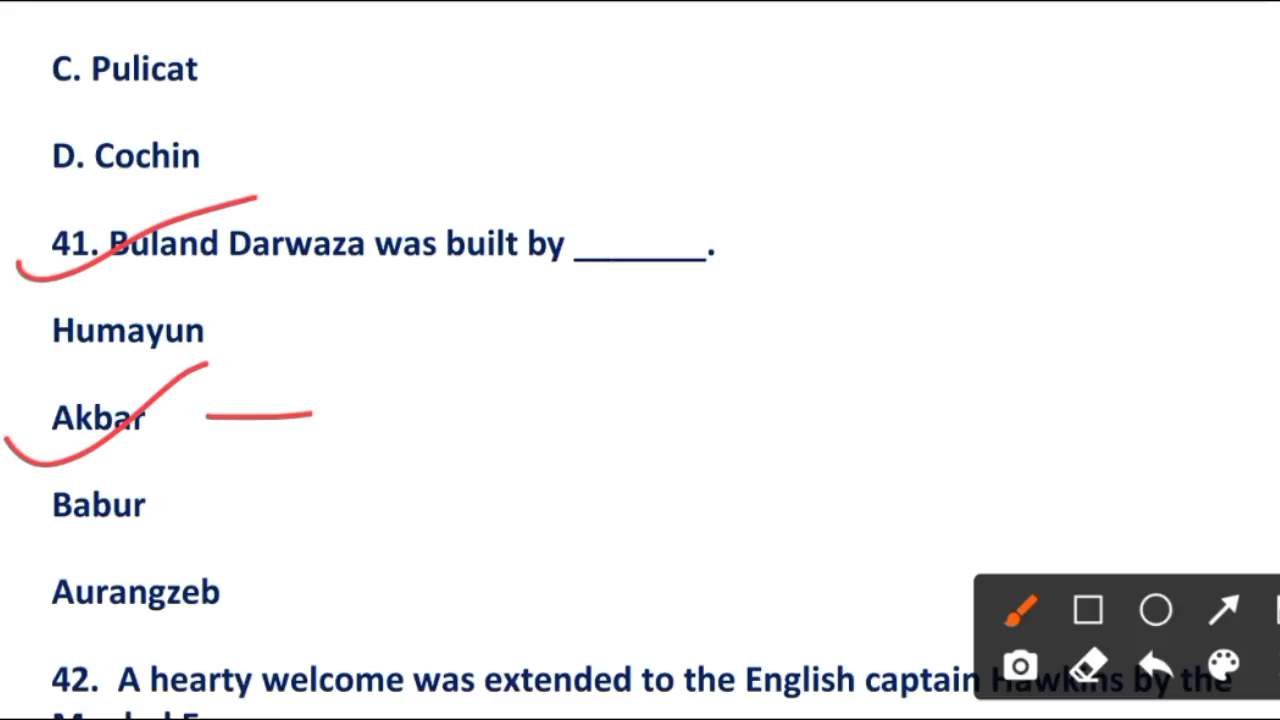 C. Pulicat
D. Cochin
41. Buland Darwaza was built by _______.
Humayun
Akbar
Babur
Aurangzeb
42. A hearty welcome was extended to the English captain Hawkins by the